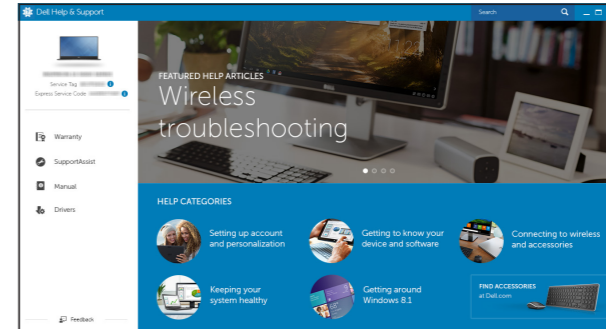 Dell Help & Support
Search
Service Tag
Express Service Code
Warranty
SupportAssist
Manual
Drivers
Feedback
FEATURED HELP ARTICLES
Wireless
troubleshooting
HELP CATEGORIES
Setting up account
and personalization
Getting to know your
device and software
Connecting to wireless
and accessories
Keeping your
system healthy
Getting around
Windows 8.1
FIND ACCESSORIES
at Dell.com